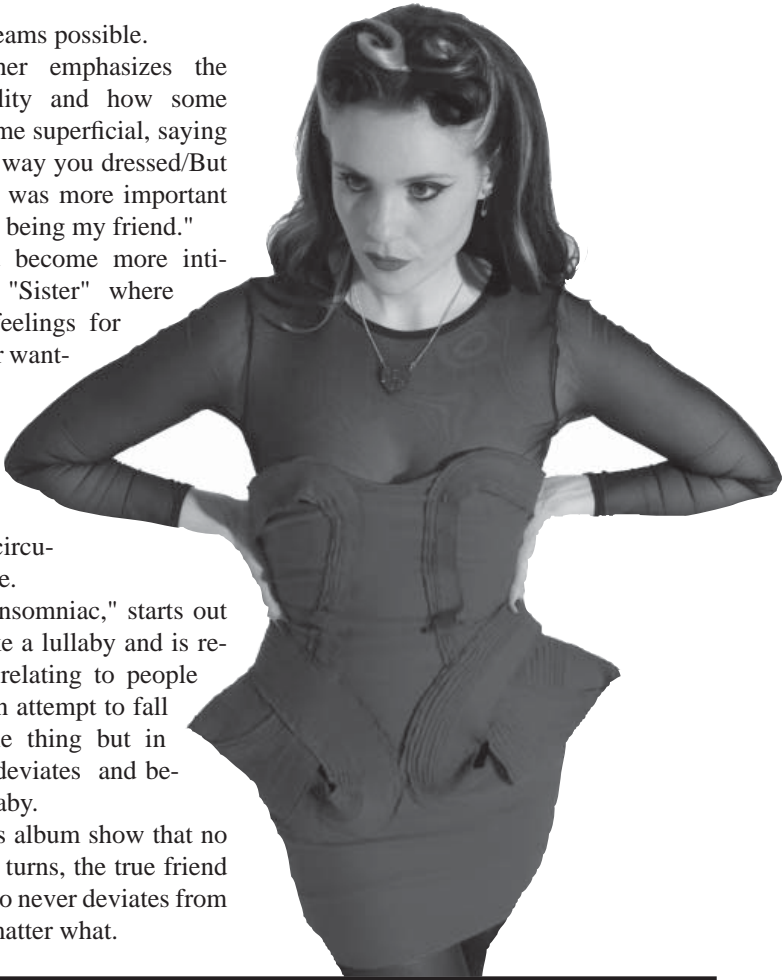 eams possible.
her emphasizes the
lity and how some
me superficial, saying
way you dressed/But
was more important
being my friend."
become more inti-
"Sister" where
feelings for
r want-
circu-
e.
nsomniac," starts out
ke a lullaby and is re-
relating to people
n attempt to fall
e thing but in
deviates and be-
aby.
s album show that no
turns, the true friend
o never deviates from
matter what.